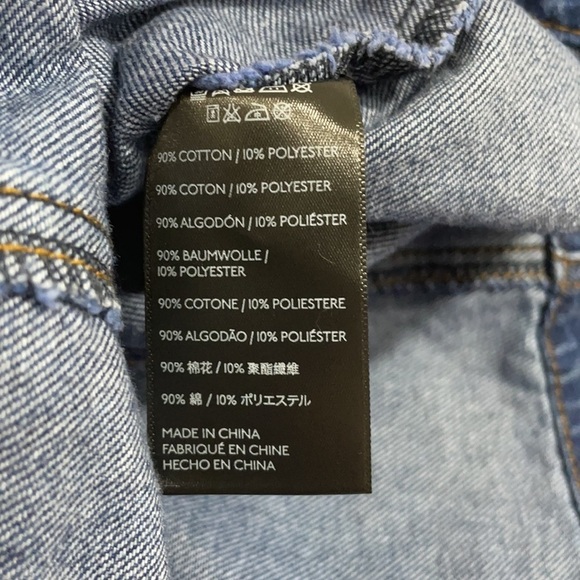 90% COTTON / 10% POLYESTER
90% COTON / 10% POLYESTER
90% ALGODÓN / 10% POLIÉSTER
90% BAUMWOLLE /
10% POLYESTER
90% COTONE / 10% POLIESTERE
90% ALGODÃO / 10% POLIÉSTER
90% 棉花 / 10% 聚酯纖維
90% 綿 / 10% ポリエステル
MADE IN CHINA
FABRIQUÉ EN CHINE
HECHO EN CHINA